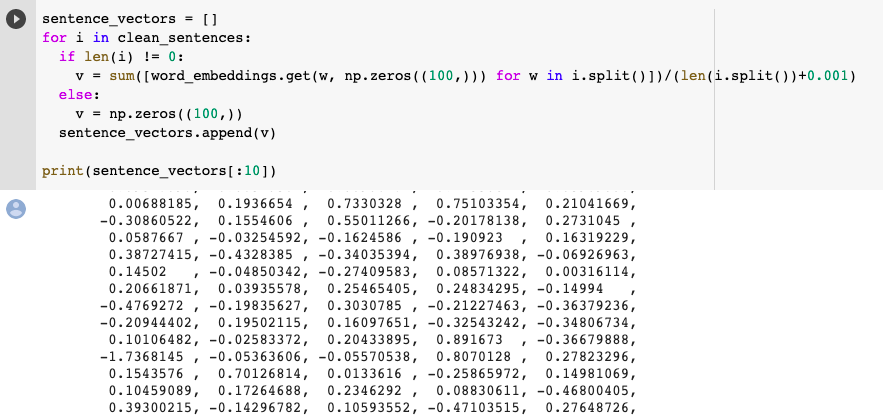 sentence_vectors = []
for i in clean_sentences:
  if len(i) != 0:
    v = sum([word_embeddings.get(w, np.zeros((100,))) for w in i.split()])/(len(i.split())+0.001)
  else:
    v = np.zeros((100,))
  sentence_vectors.append(v)

print(sentence_vectors[:10])
0.00688185, 0.1936654 , 0.7330328 , 0.75103354, 0.21041669,
-0.30860522, 0.1554606 , 0.55011266, -0.20178138, 0.2731045 ,
0.0587667 , -0.03254592, -0.1624586 , -0.190923 , 0.16319229,
0.38727415, -0.4328385 , -0.34035394, 0.38976938, -0.06926963,
0.14502 , -0.04850342, -0.27409583, 0.08571322, 0.00316114,
0.20661871, 0.03935578, 0.25465405, 0.24834295, -0.14994 ,
-0.4769272 , -0.19835627, 0.3030785 , -0.21227463, -0.36379236,
-0.20944402, 0.19502115, 0.16097651, -0.32543242, -0.34806734,
0.10106482, -0.02583372, 0.20433895, 0.891673 , -0.36679888,
-1.7368145 , -0.05363606, -0.05570538, 0.8070128 , 0.27823296,
0.1543576 , 0.70126814, 0.0133616 , -0.25865972, 0.14981069,
0.10459089, 0.17264688, 0.2346292 , 0.08830611, -0.46800405,
0.39300215, -0.14296782, 0.10593552, -0.47103515, 0.27648726,